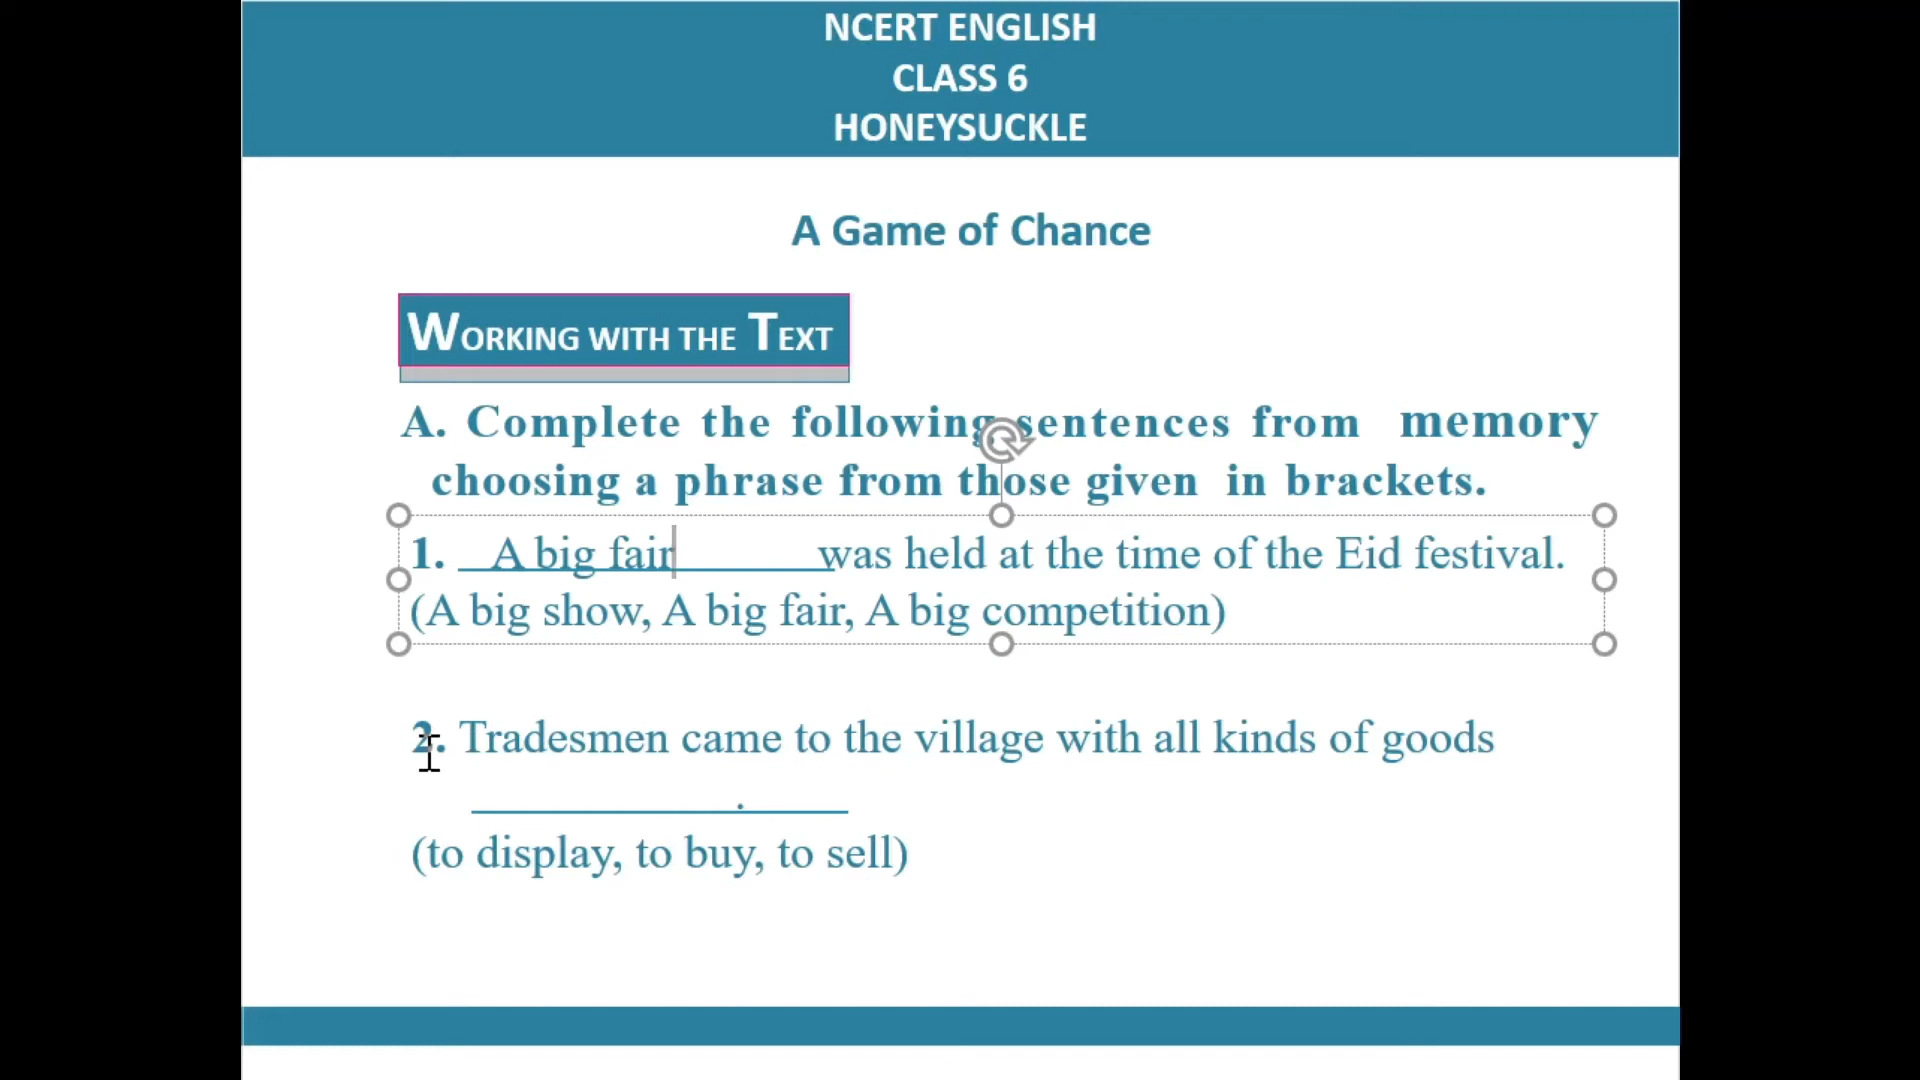 NCERT ENGLISH
CLASS 6
HONEYSUCKLE
A Game of Chance
WORKING WITH THE TEXT
A. Complete the following sentences from memory
choosing a phrase from those given in brackets.
1. A big fair was held at the time of the Eid festival.
(A big show, A big fair, A big competition)
2. Tradesmen came to the village with all kinds of goods
.
(to display, to buy, to sell)